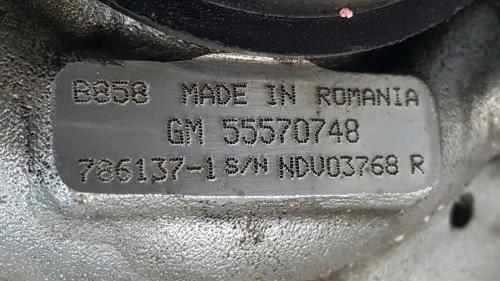 B858 MADE IN ROMANIA
GM 55570748
786137-1 S/N NDV03768 R